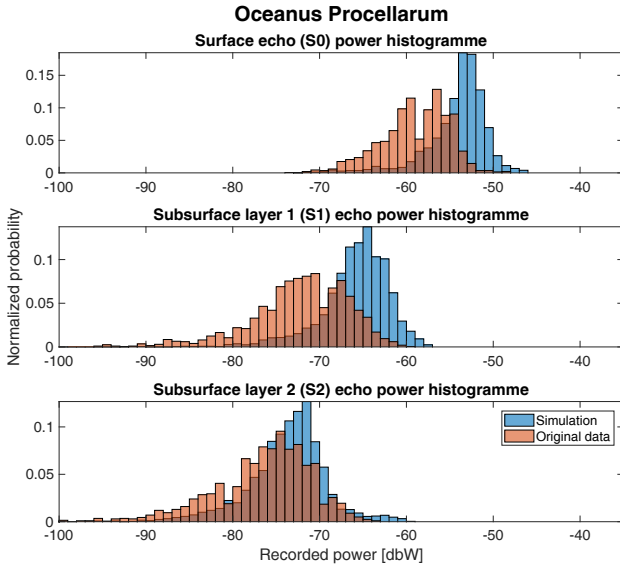 Oceanus Procellarum
Surface echo (S0) power histogramme
0.15
0.1
0.05
0
-100 -90 -80 -70 -60 -50 -40
Subsurface layer 1 (S1) echo power histogramme
Normalized probability
0.1
0.05
0
-100 -90 -80 -70 -60 -50 -40
Subsurface layer 2 (S2) echo power histogramme
Simulation
Original data
0.1
0.05
0
-100 -90 -80 -70 -60 -50 -40
Recorded power [dbW]